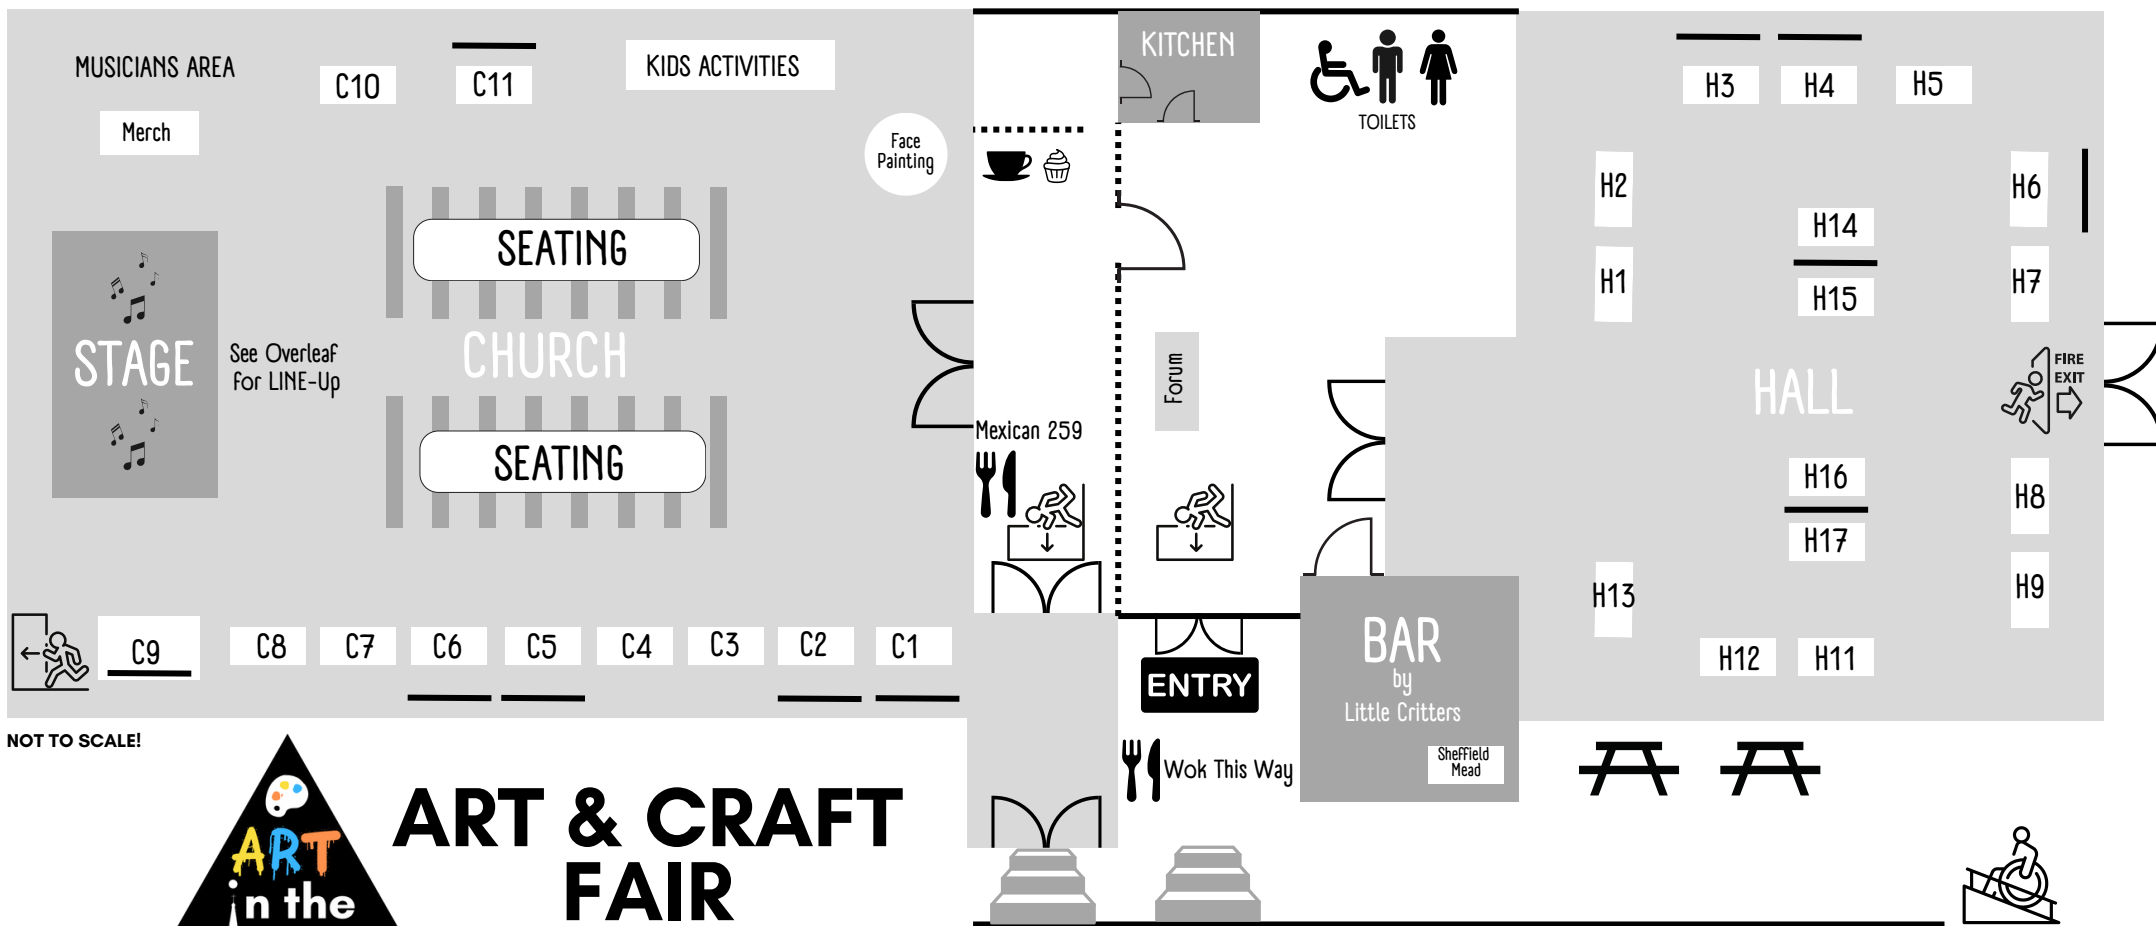 MUSICIANS AREA
Merch
C10
C11
KIDS ACTIVITIES
Face
Painting
SEATING
STAGE
See Overleaf
for LINE-Up
CHURCH
SEATING
C9
C8
C7
C6
C5
C4
C3
C2
C1
KITCHEN
TOILETS
Forum
Mexican 259
ENTRY
Wok This Way
BAR
by
Little Critters
Sheffield
Mead
H3
H4
H5
H2
H1
H14
H15
H6
H7
HALL
FIRE
EXIT
H16
H17
H8
H9
H13
H12
H11
NOT TO SCALE!
ART
in the
ART & CRAFT
FAIR